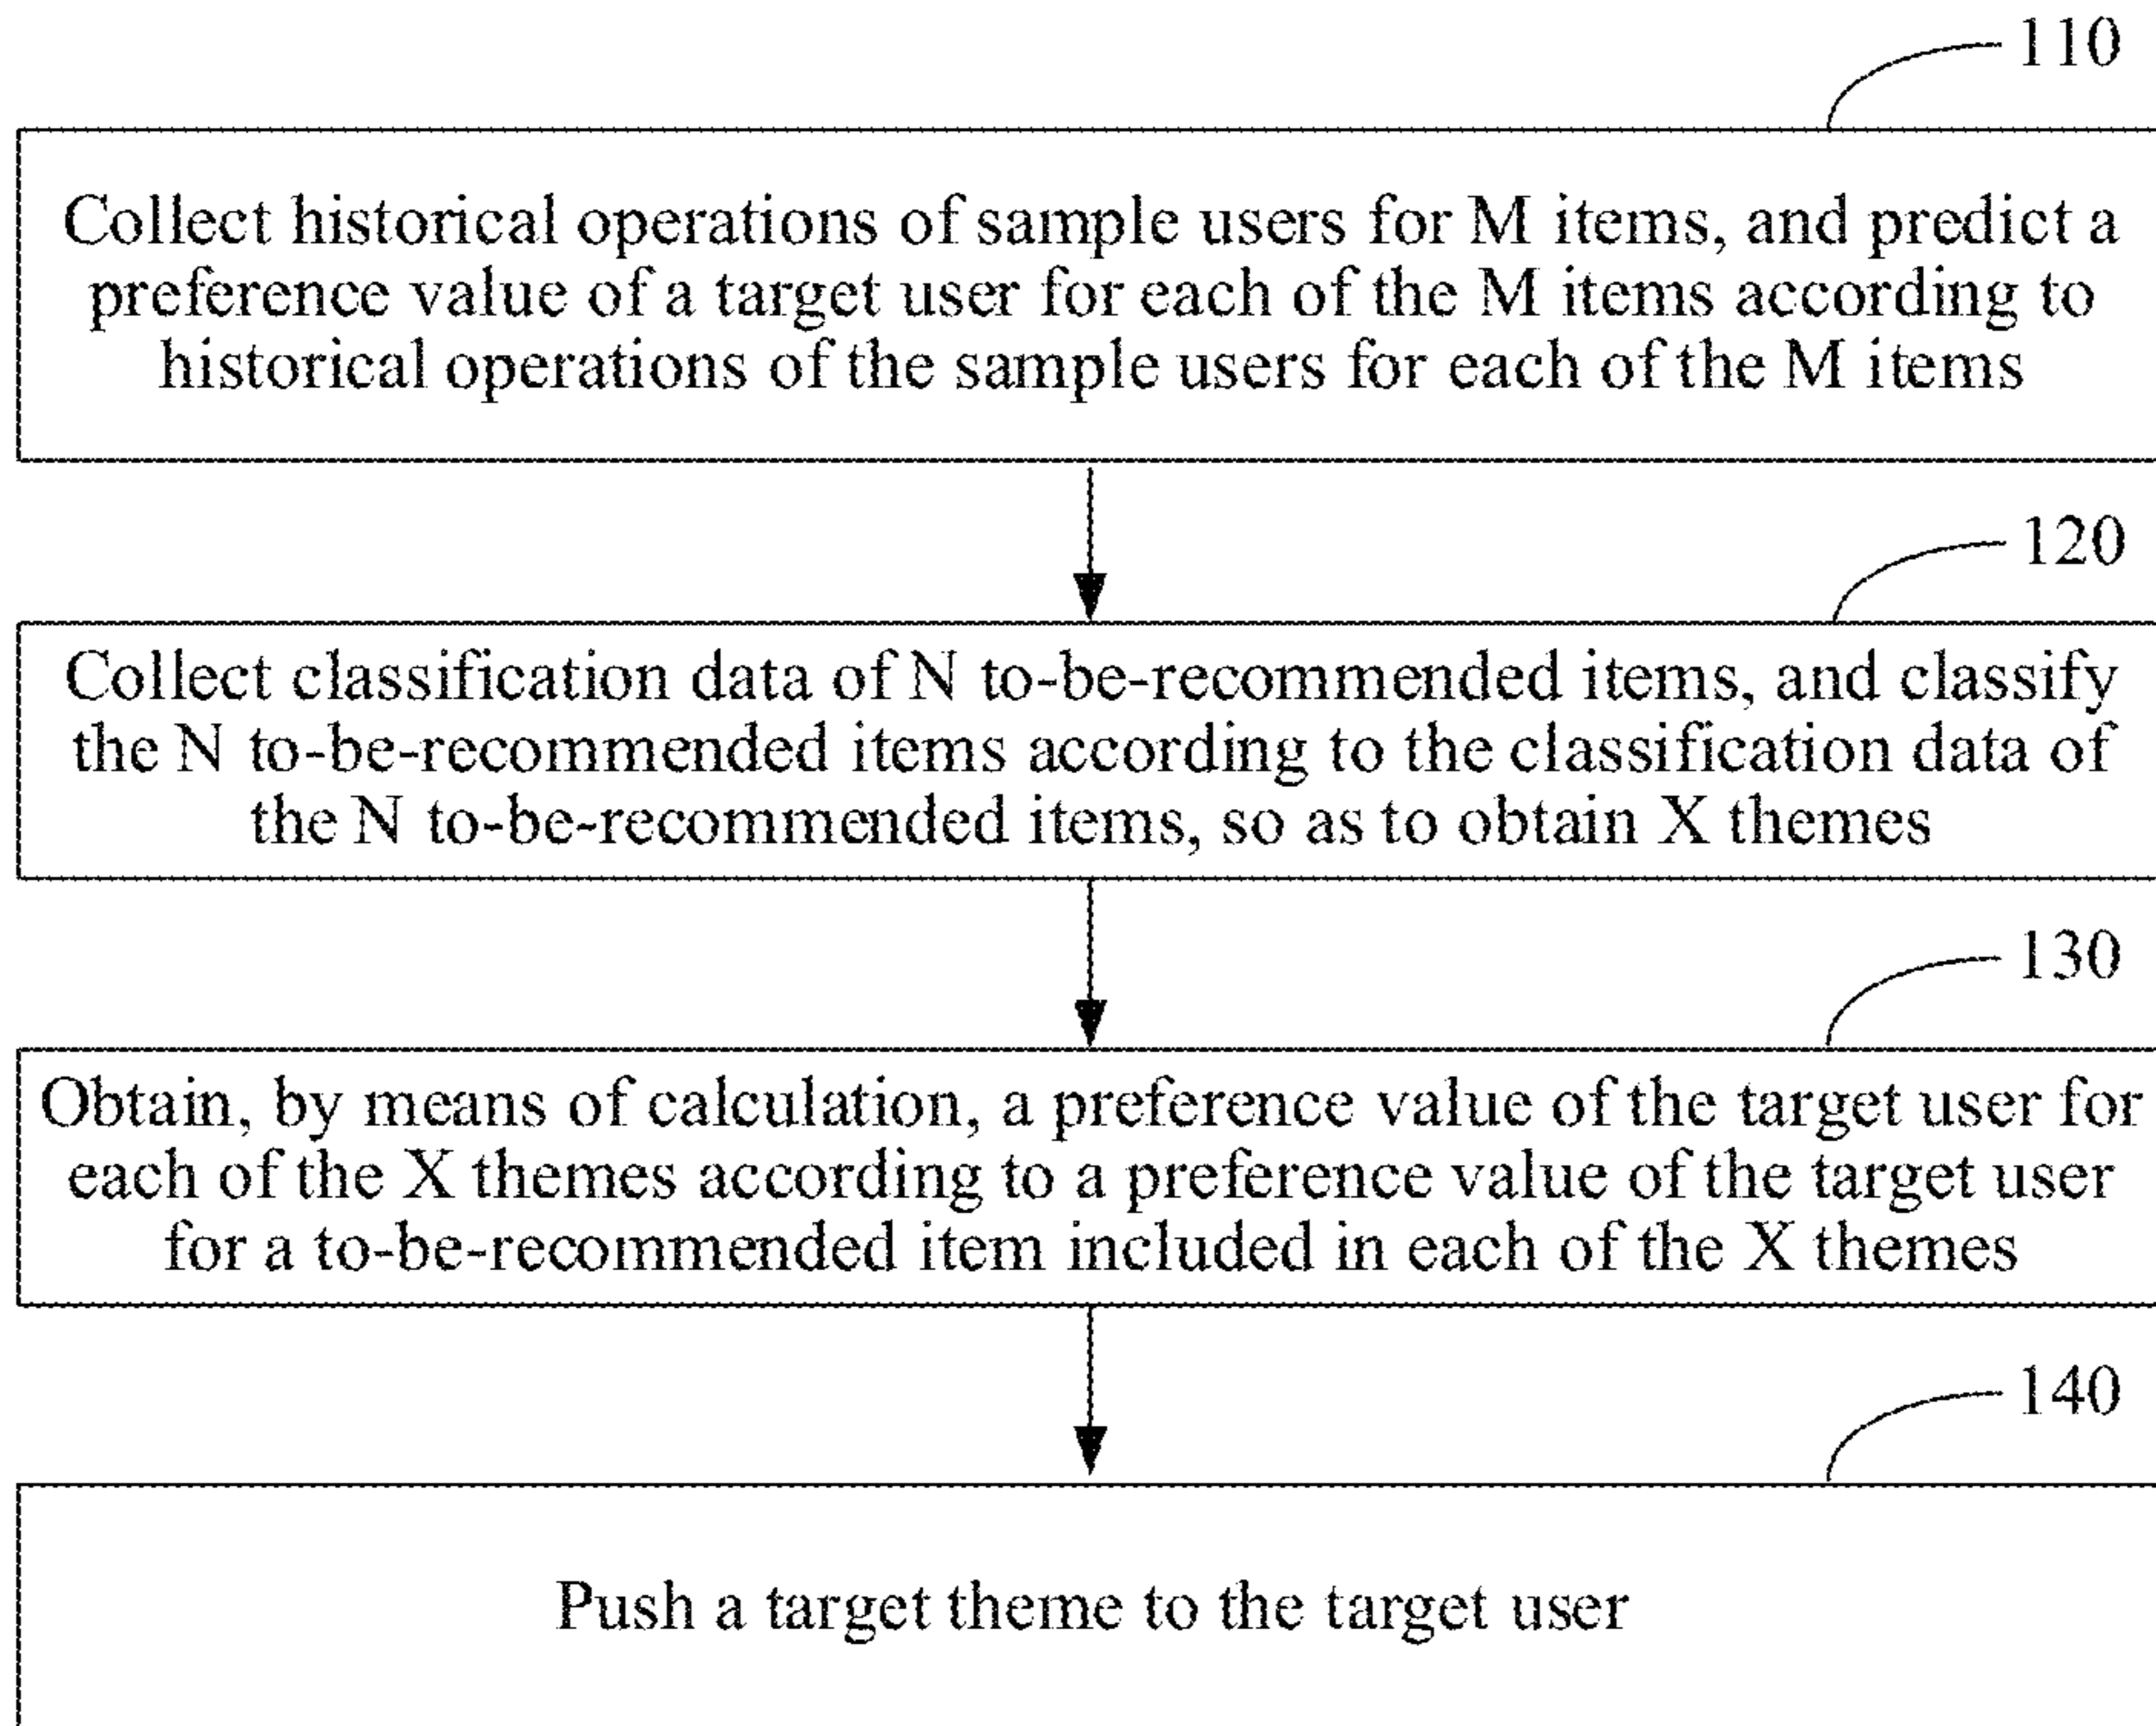 110
Collect historical operations of sample users for M items, and predict a
preference value of a target user for each of the M items according to
historical operations of the sample users for each of the M items
120
Collect classification data of N to-be-recommended items, and classify
the N to-be-recommended items according to the classification data of
the N to-be-recommended items, so as to obtain X themes
130
Obtain, by means of calculation, a preference value of the target user for
each of the X themes according to a preference value of the target user
for a to-be-recommended item included in each of the X themes
140
Push a target theme to the target user